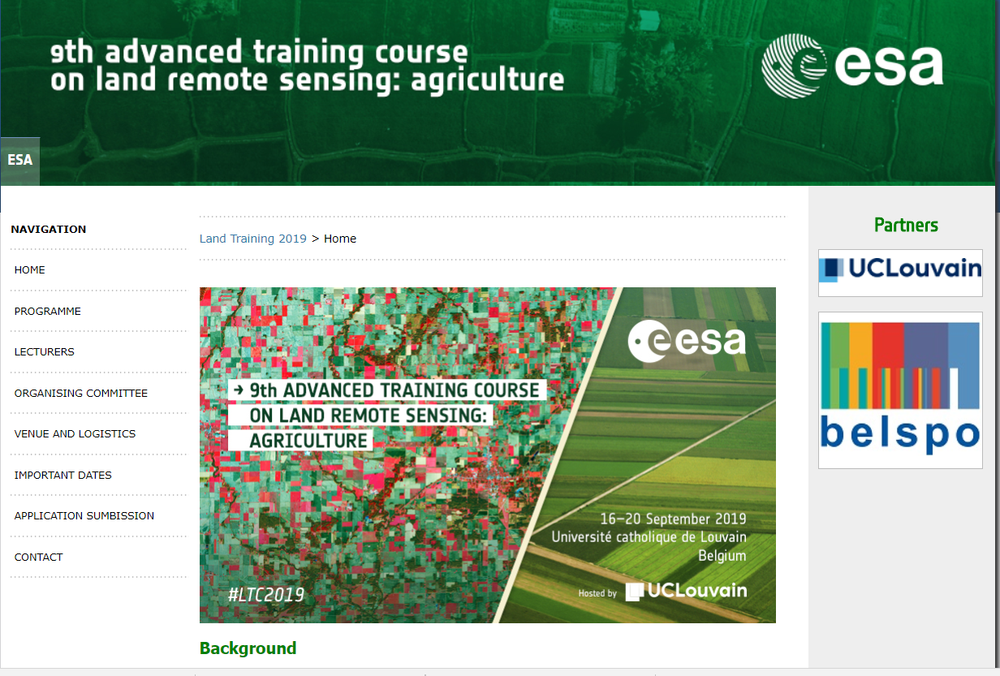 9th advanced training course
on land remote sensing: agriculture
esa
ESA
NAVIGATION
HOME
PROGRAMME
LECTURERS
ORGANISING COMMITTEE
VENUE AND LOGISTICS
IMPORTANT DATES
APPLICATION SUMBISSION
CONTACT
Land Training 2019 > Home
esa
→ 9th ADVANCED TRAINING COURSE
ON LAND REMOTE SENSING:
AGRICULTURE
16–20 September 2019
Université catholique de Louvain
Belgium
Hosted by UCLouvain
#LTC2019
Background
Partners
UCLouvain
belspo